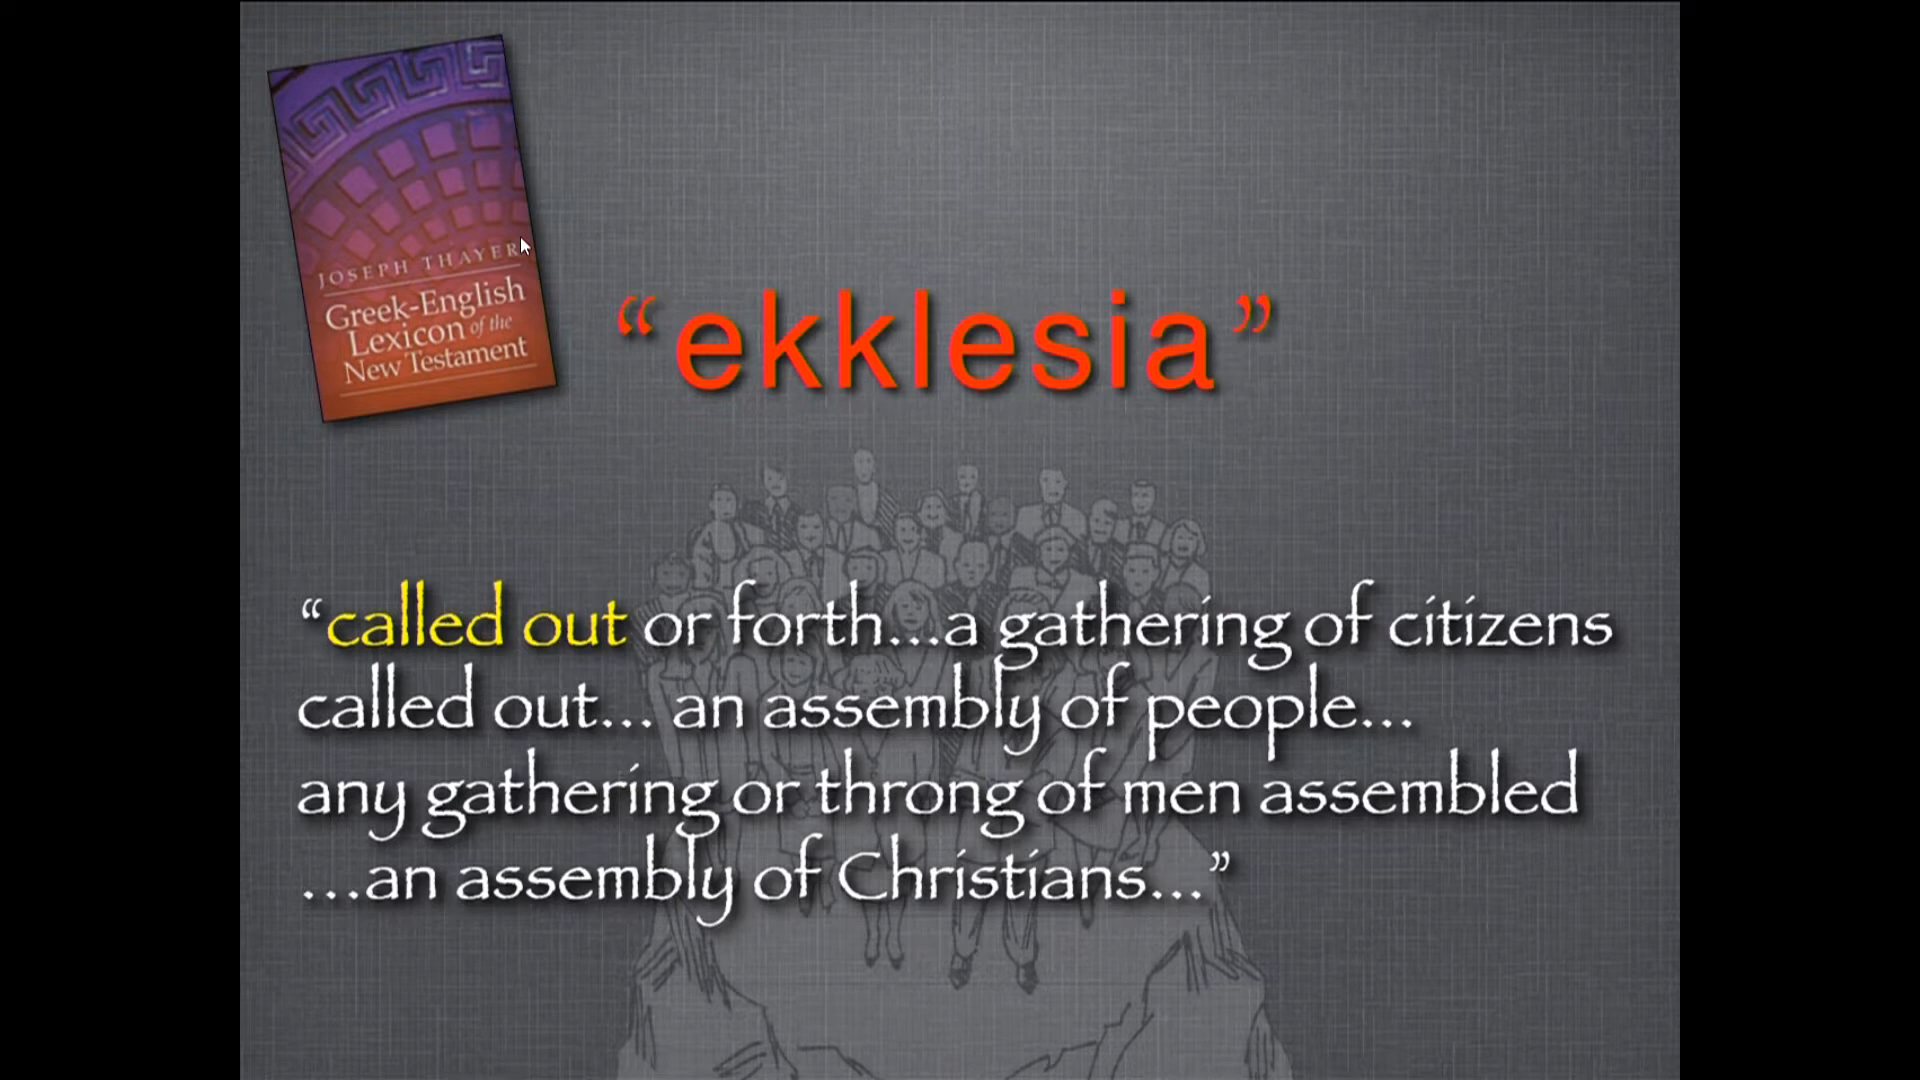 JOSEPH THAYER
Greek-English
Lexicon of the
New Testament
“ekklesia”
“called out or forth...a gathering of citizens
called out... an assembly of people...
any gathering or throng of men assembled
...an assembly of Christians...”